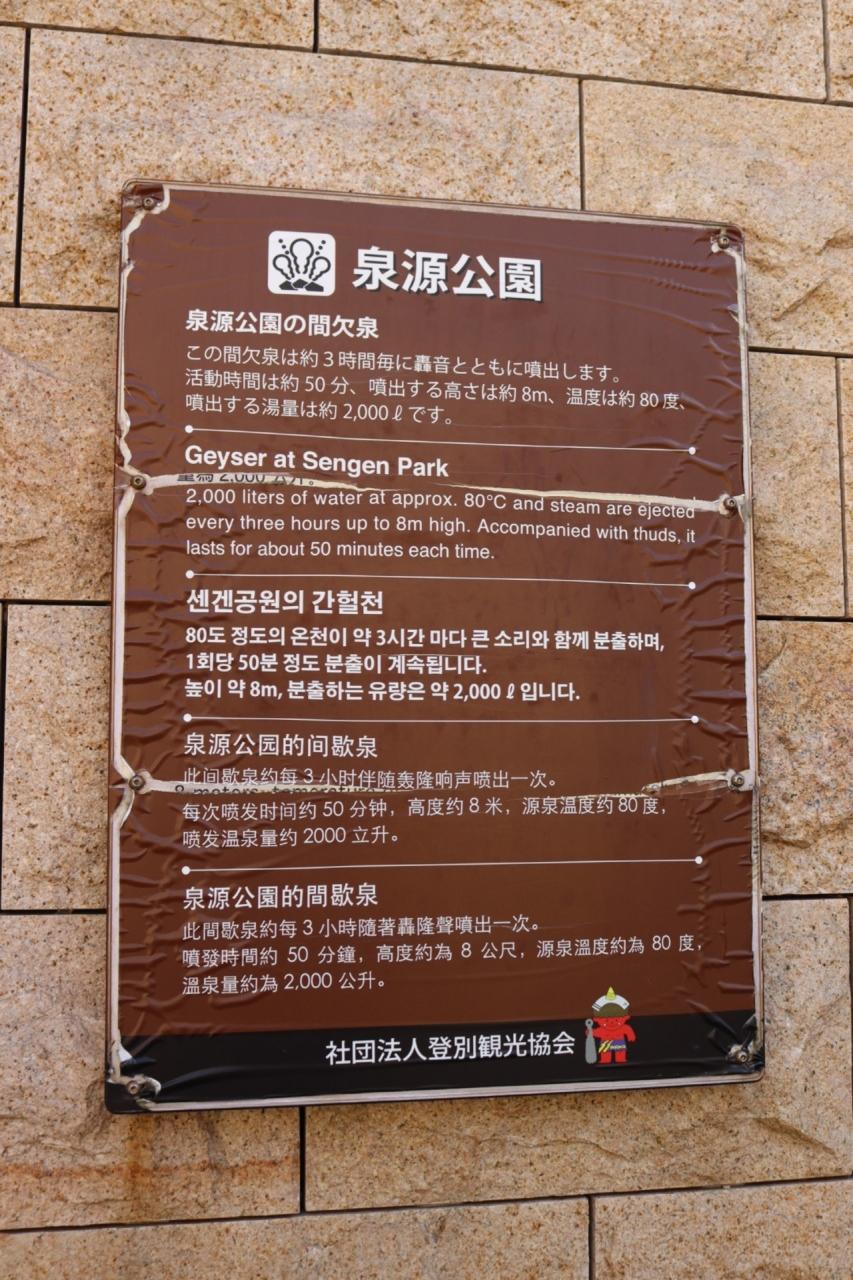 泉源公園
泉源公園の間欠泉
この間欠泉は約3時間毎に轟音とともに噴出します。
活動時間は約50分、噴出する高さは約8m、温度は約80度、
噴出する湯量は約2,000ℓです。
Geyser at Sengen Park
量為 2,000 公升。
2,000 liters of water at approx. 80°C and steam are ejected
every three hours up to 8m high. Accompanied with thuds, it
lasts for about 50 minutes each time.
센겐공원의 간헐천
80도 정도의 온천이 약 3시간 마다 큰 소리와 함께 분출하며,
1회당 50분 정도 분출이 계속됩니다.
높이 약 8m, 분출하는 유량은 약 2,000 ℓ 입니다.
泉源公园的间歇泉
此间歇泉约每 3 小时伴随轰隆响声喷出一次。
每次喷发时间约 50 分钟，高度约 8 米，源泉温度约 80 度，
喷发温泉量约 2000 立升。
泉源公園的間歇泉
此間歇泉約每 3 小時隨著轟隆聲噴出一次。
噴發時間約 50 分鐘，高度約為 8 公尺，源泉溫度約為 80 度，
溫泉量約為 2,000 公升。
社団法人登別観光協会